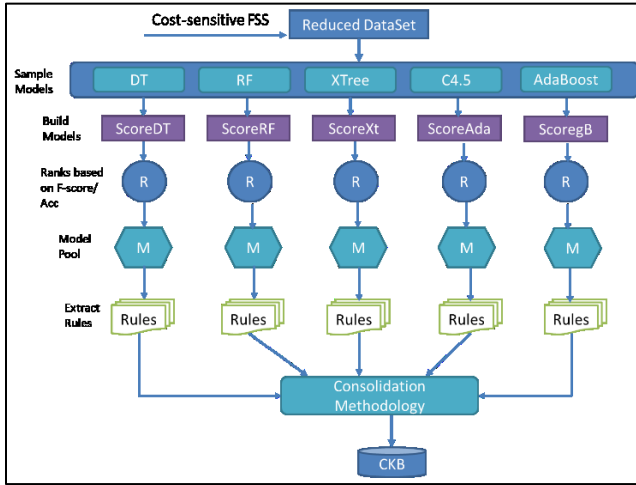 Cost-sensitive FSS
Reduced DataSet
Sample
Models
DT
RF
XTree
C4.5
AdaBoost
Build
Models
ScoreDT
ScoreRF
ScoreXt
ScoreAda
ScoregB
Ranks based
on F-score/
Acc
R
R
R
R
R
Model
Pool
M
M
M
M
M
Extract
Rules
Rules
Rules
Rules
Rules
Rules
Consolidation
Methodology
CKB